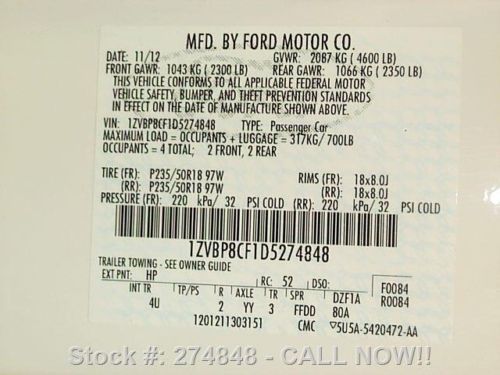 MFD. BY FORD MOTOR CO.
DATE: 11/12 GVWR: 2087 KG ( 4600 LB)
FRONT GAWR: 1043 KG ( 2300 LB) REAR GAWR: 1066 KG ( 2350 LB)
THIS VEHICLE CONFORMS TO ALL APPLICABLE FEDERAL MOTOR
VEHICLE SAFETY, BUMPER, AND THEFT PREVENTION STANDARDS
IN EFFECT ON THE DATE OF MANUFACTURE SHOWN ABOVE.
VIN: 1ZVBP8CF1D5274848 TYPE: Passenger Car
MAXIMUM LOAD = OCCUPANTS + LUGGAGE = 317KG/700LB
OCCUPANTS = 4 TOTAL; 2 FRONT, 2 REAR
TIRE (FR): P235/50R18 97W RIMS (FR): 18x8.0J
(RR): P235/50R18 97W (RR): 18x8.0J
PRESSURE (FR): 220 kPa/ 32 PSI COLD (RR): 220 kPa/ 32 PSI COLD
1ZVBP8CF1D5274848
TRAILER TOWING - SEE OWNER GUIDE
EXT PNT: HP RC: 52 DSO: F0084
INT TR TP/PS R AXLE TR SPR DZF1A R0084
4U 2 YY 3 FFDD 80A
1201211303151 CMC 5U5A-5420472-AA
Stock #: 274848 - CALL NOW!!